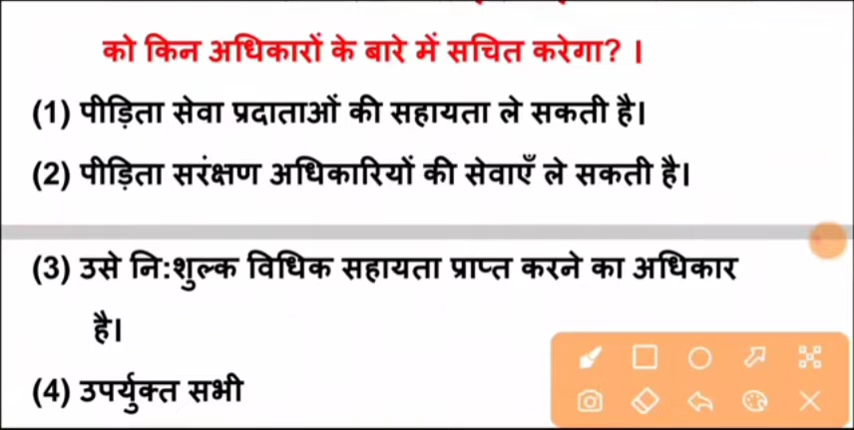 को किन अधिकारों के बारे में सचित करेगा? ।
(1) पीड़िता सेवा प्रदाताओं की सहायता ले सकती है।
(2) पीड़िता सरंक्षण अधिकारियों की सेवाएँ ले सकती है।
(3) उसे नि:शुल्क विधिक सहायता प्राप्त करने का अधिकार
है।
(4) उपर्युक्त सभी